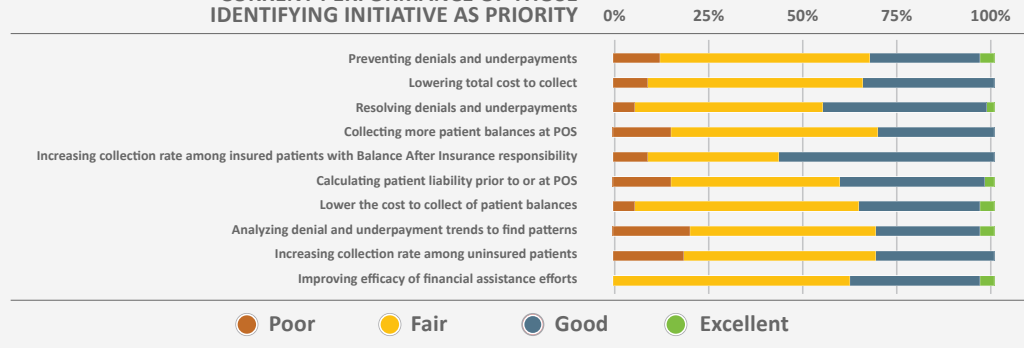 CURRENT PERFORMANCE OF THOSE
IDENTIFYING INITIATIVE AS PRIORITY
0% 25% 50% 75% 100%
Preventing denials and underpayments
Lowering total cost to collect
Resolving denials and underpayments
Collecting more patient balances at POS
Increasing collection rate among insured patients with Balance After Insurance responsibility
Calculating patient liability prior to or at POS
Lower the cost to collect of patient balances
Analyzing denial and underpayment trends to find patterns
Increasing collection rate among uninsured patients
Improving efficacy of financial assistance efforts
Poor Fair Good Excellent